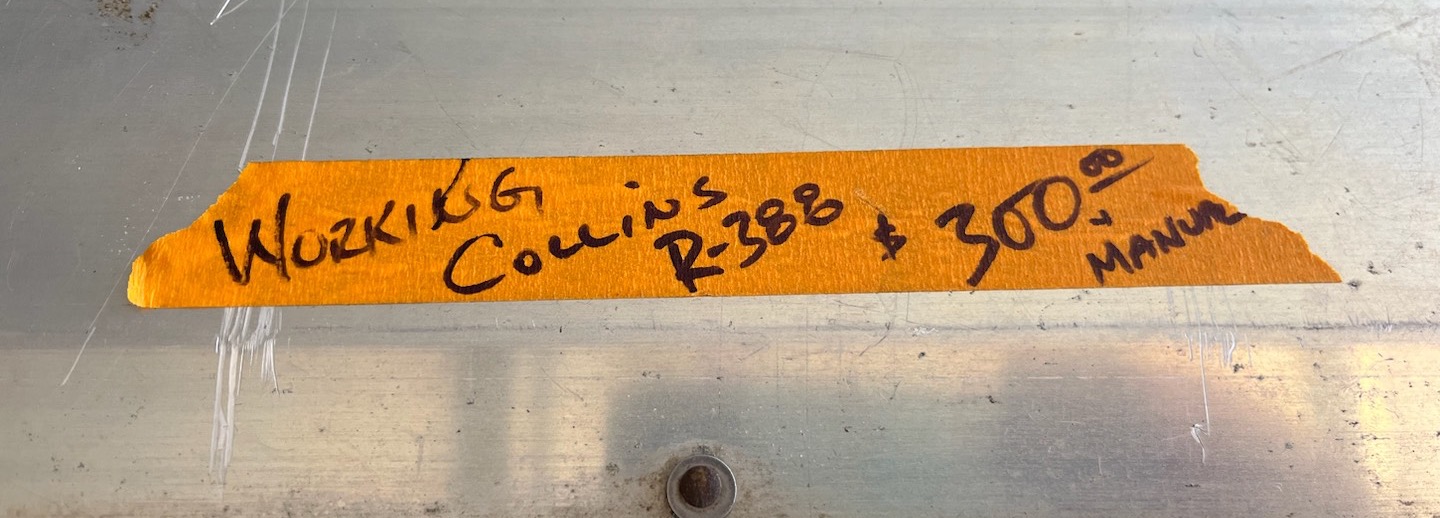 WORKING
COLLiNS
R-388 $ 300.00
+ MANUAL